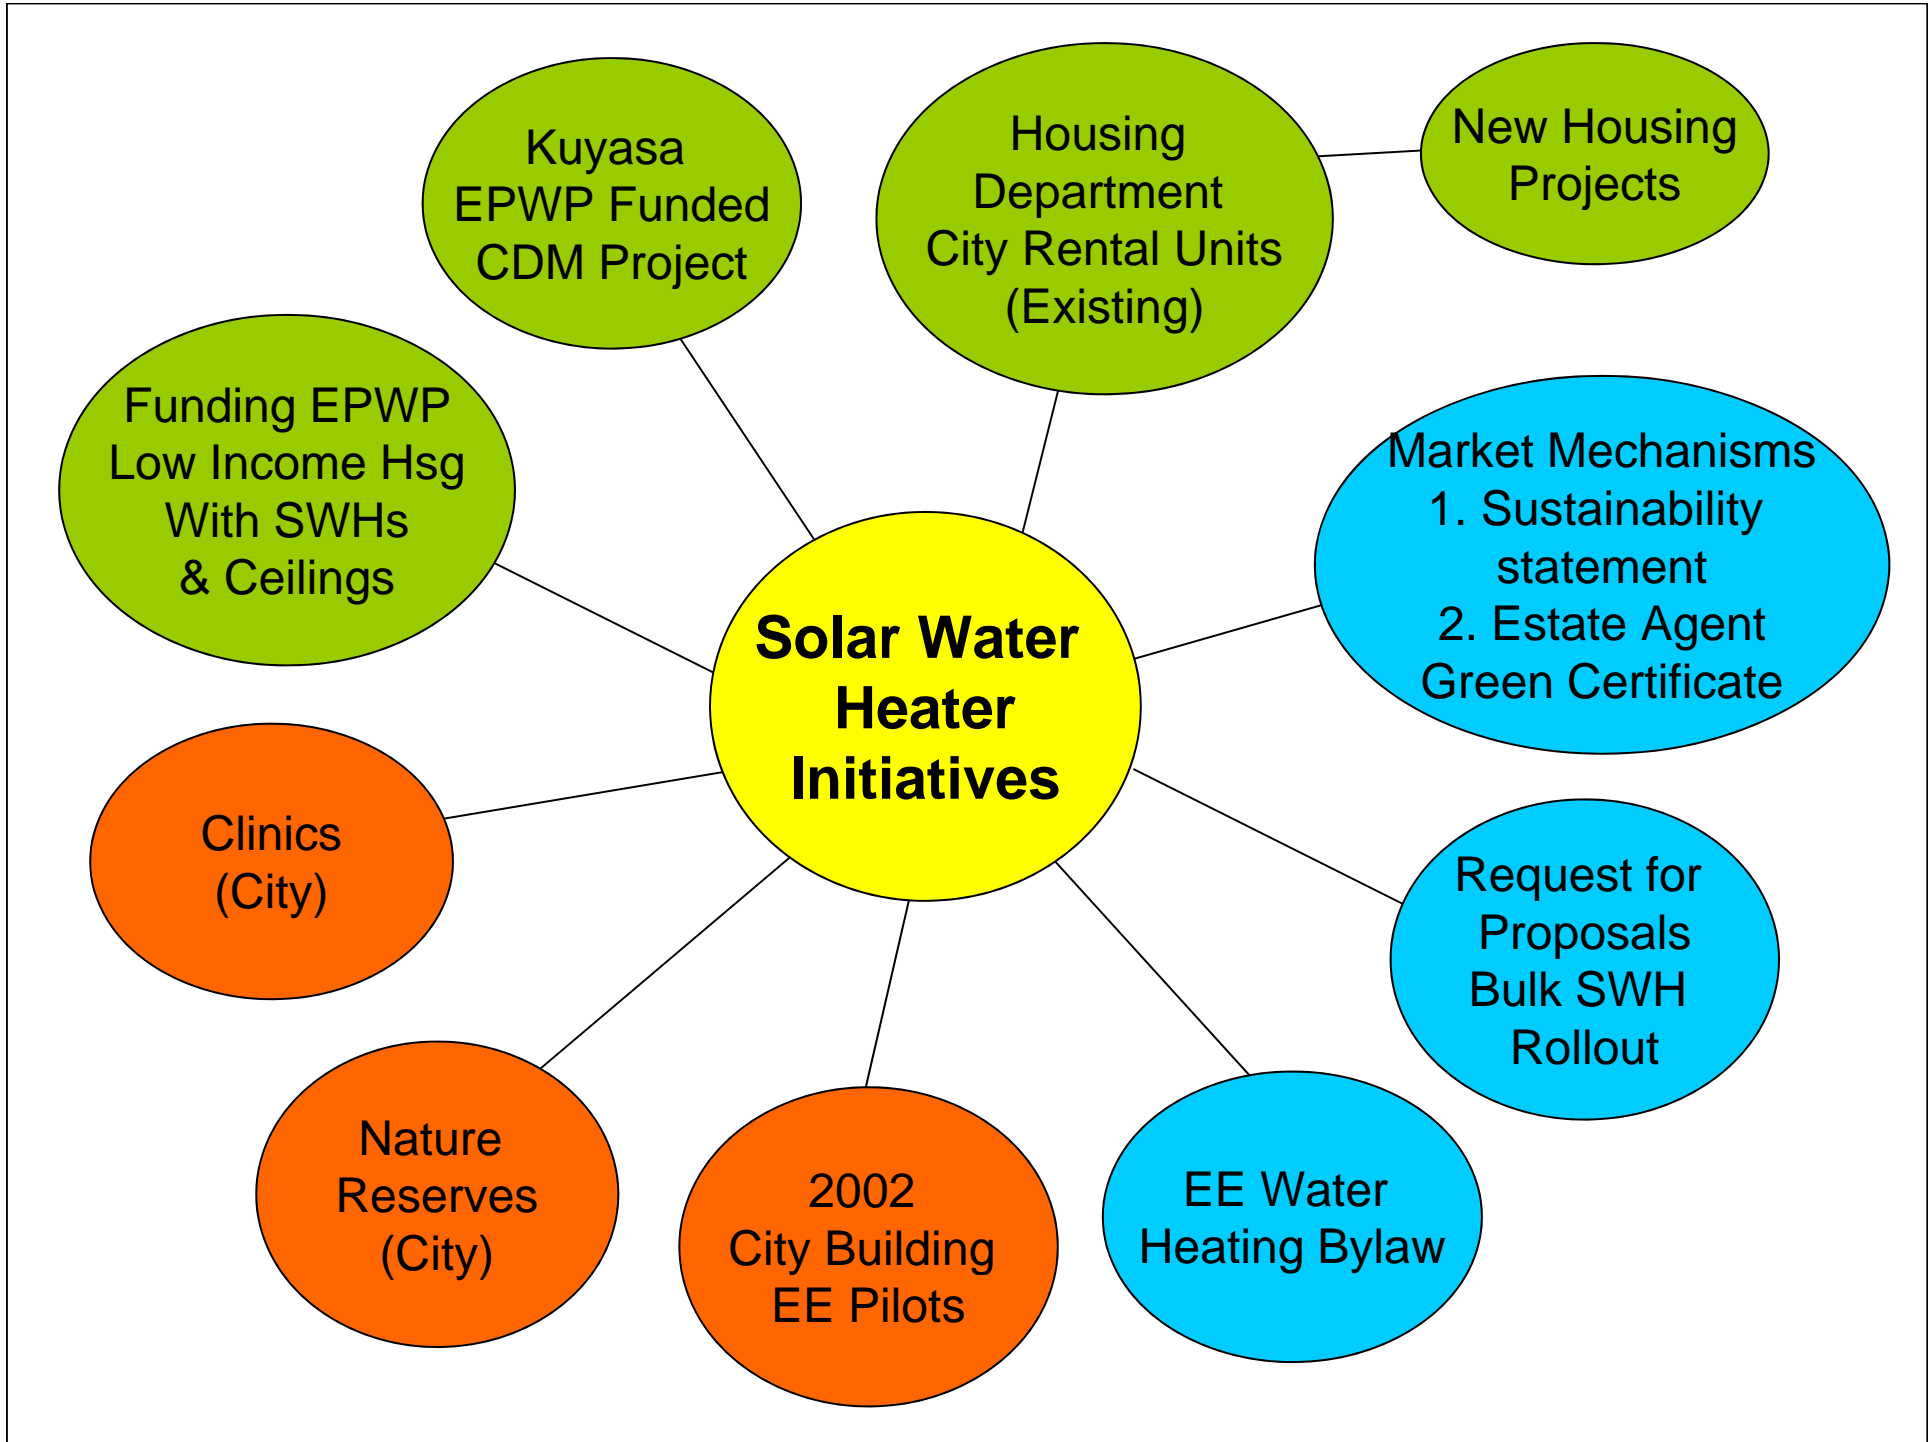 Kuyasa
EPWP Funded
CDM Project
Housing
Department
City Rental Units
(Existing)
New Housing
Projects
Funding EPWP
Low Income Hsg
With SWHs
& Ceilings
Market Mechanisms
1. Sustainability
statement
2. Estate Agent
Green Certificate
Solar Water
Heater
Initiatives
Clinics
(City)
Request for
Proposals
Bulk SWH
Rollout
Nature
Reserves
(City)
2002
City Building
EE Pilots
EE Water
Heating Bylaw